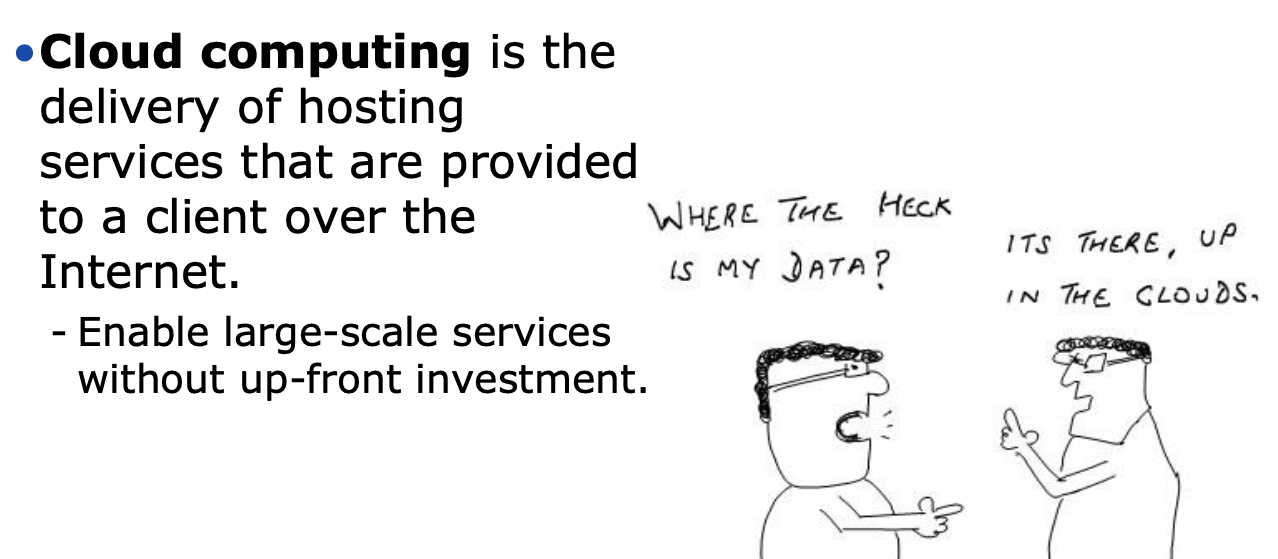 •Cloud computing is the
delivery of hosting
services that are provided
to a client over the
Internet.
- Enable large-scale services
without up-front investment.
WHERE THE HECK
IS MY DATA?
ITS THERE, UP
IN THE CLOUDS.